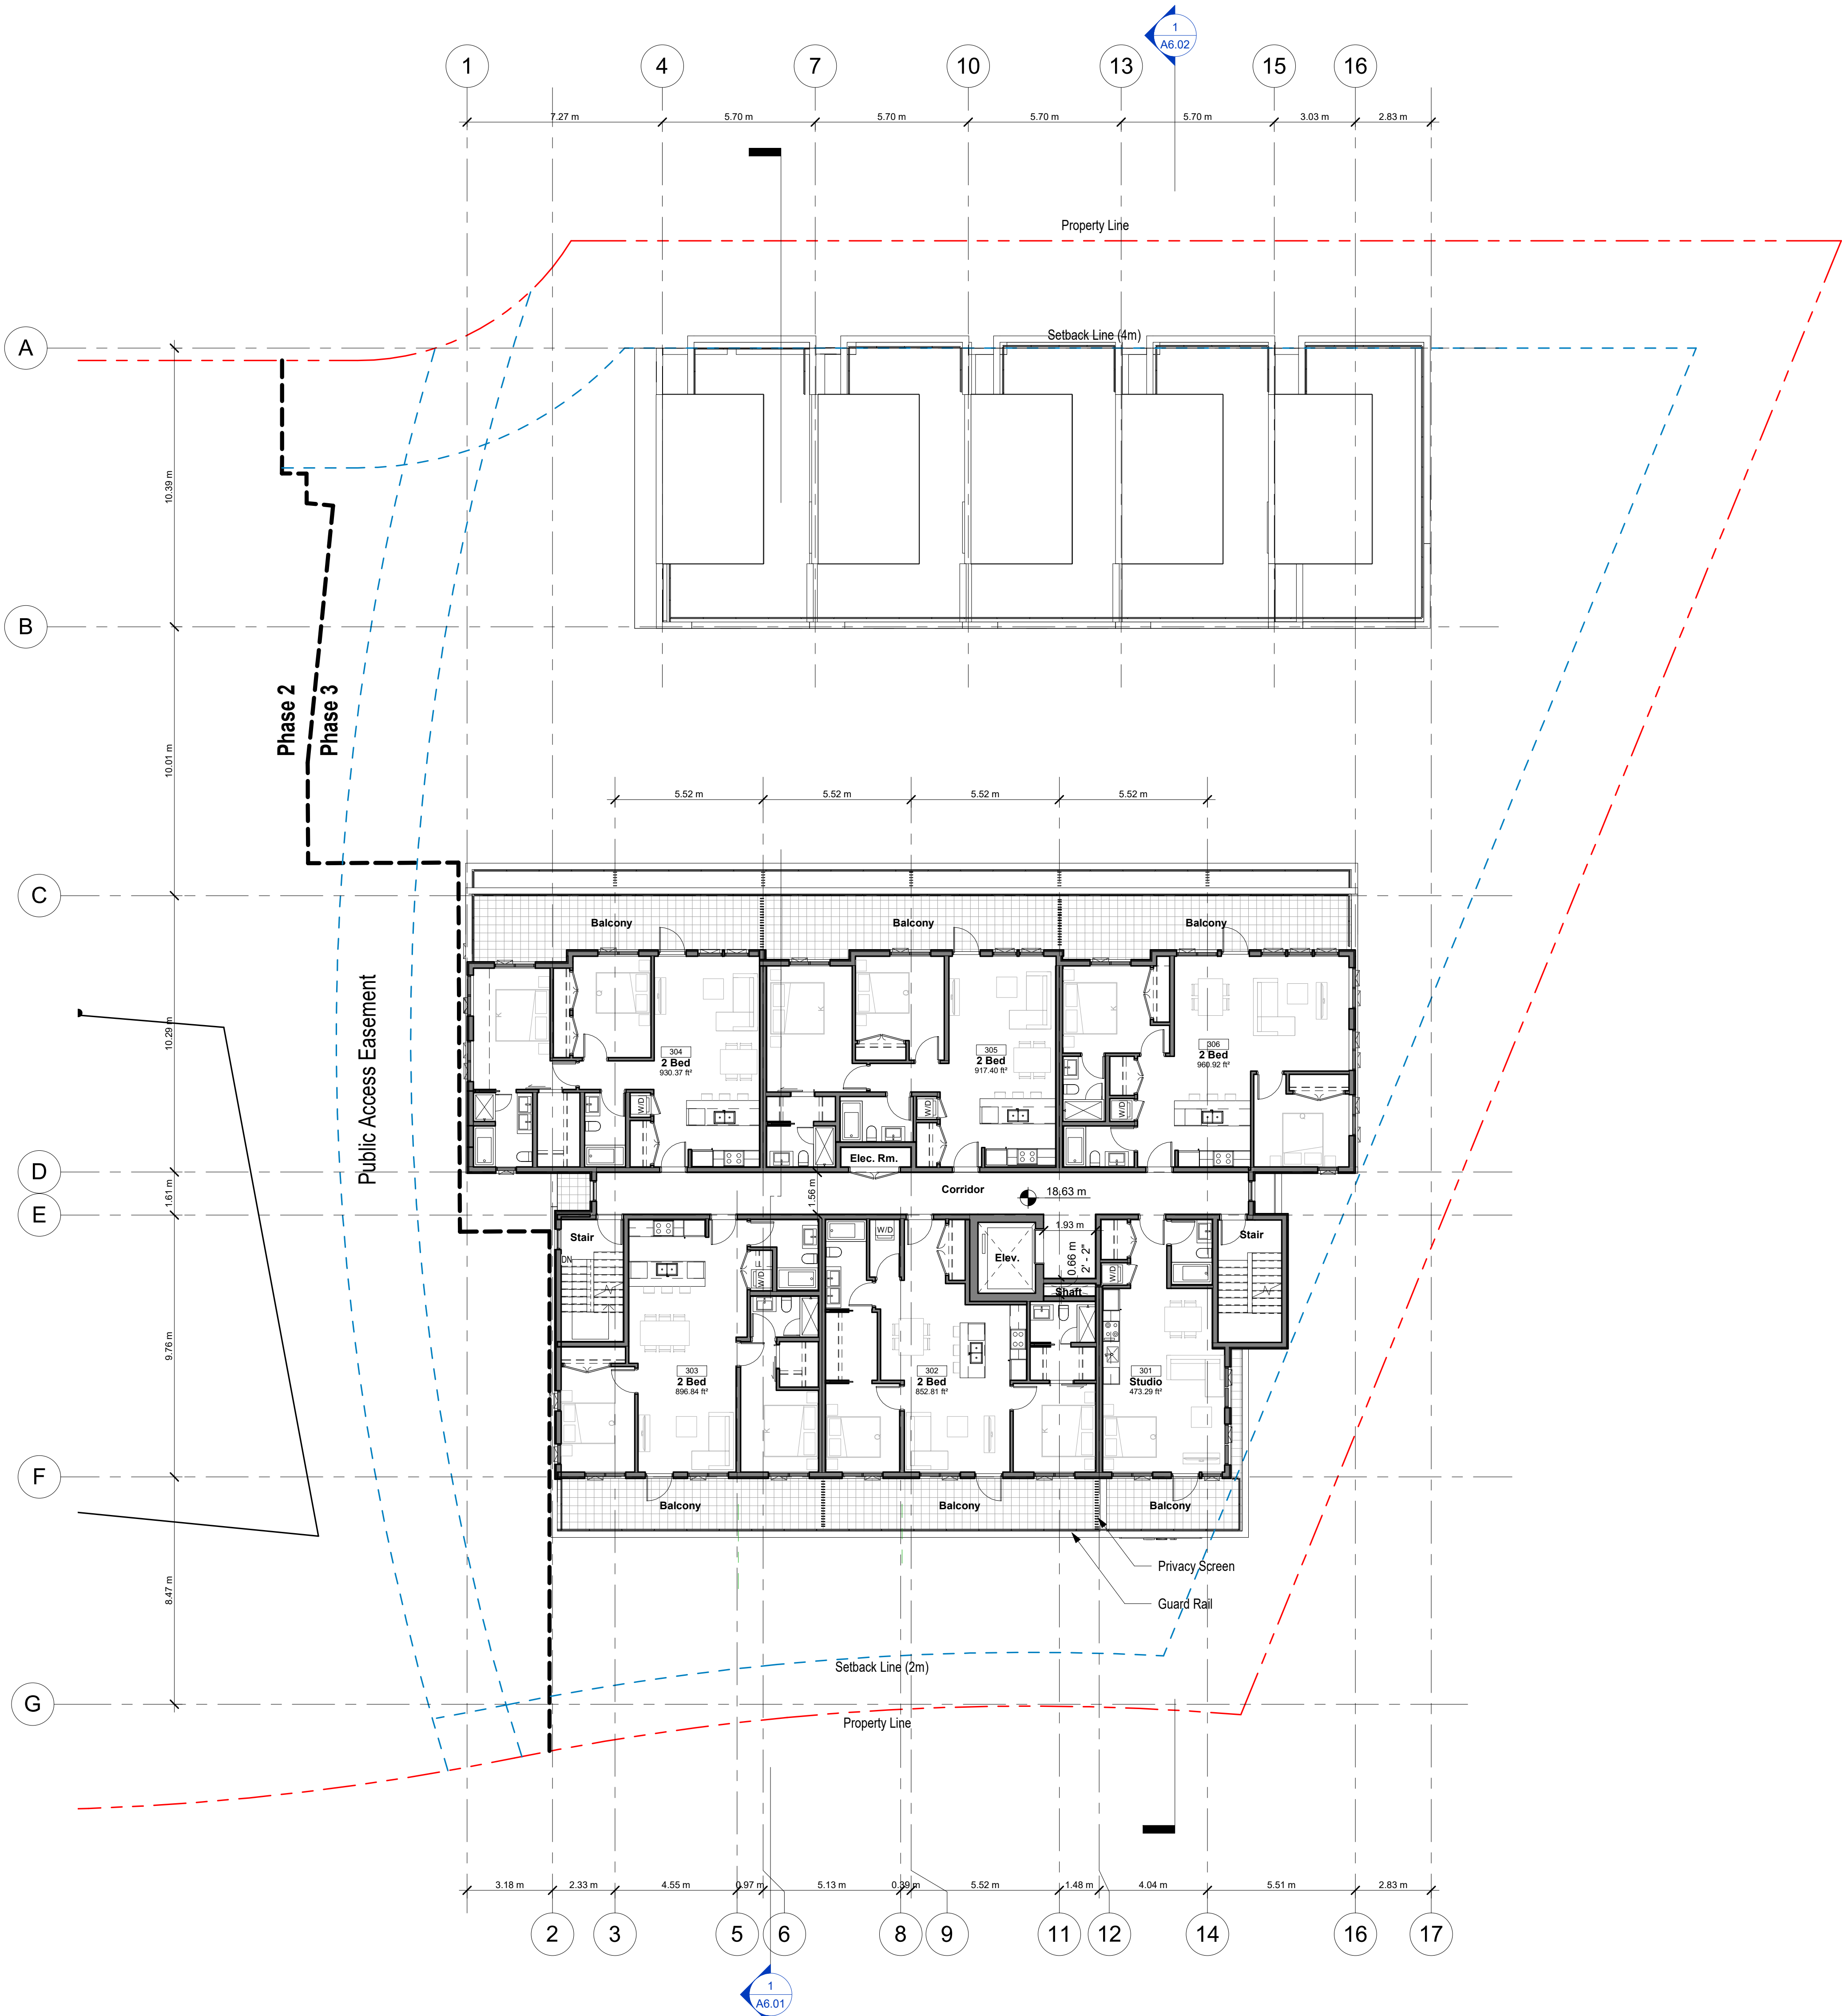 1
A6.02
1
4
7
10
13
15
16
7.27 m
5.70 m
5.70 m
5.70 m
5.70 m
3.03 m
2.83 m
Property Line
A
Setback Line (4m)
10.39 m
B
Phase 2
Phase 3
10.01 m
5.52 m
5.52 m
5.52 m
5.52 m
C
Balcony
Balcony
Balcony
Public Access Easement
10.29 m
K
Q
K
Q
K
Q
304
2 Bed
930.37 ft²
305
2 Bed
917.40 ft²
306
2 Bed
960.92 ft²
W/D
W/D
W/D
Elec. Rm.
D
1.61 m
1.56 m
Corridor
18.63 m
E
Stair
DN
W/D
W/D
Elev.
1.93 m
0.66 m
2' - 2"
Shaft
W/D
Stair
9.76 m
303
2 Bed
896.84 ft²
302
2 Bed
852.81 ft²
301
Studio
473.29 ft²
Q
K
Q
K
Q
F
Balcony
Balcony
Balcony
Privacy Screen
Guard Rail
8.47 m
Setback Line (2m)
G
Property Line
3.18 m
2.33 m
4.55 m
0.97 m
5.13 m
0.39 m
5.52 m
1.48 m
4.04 m
5.51 m
2.83 m
2
3
5
6
8
9
11
12
14
16
17
1
A6.01